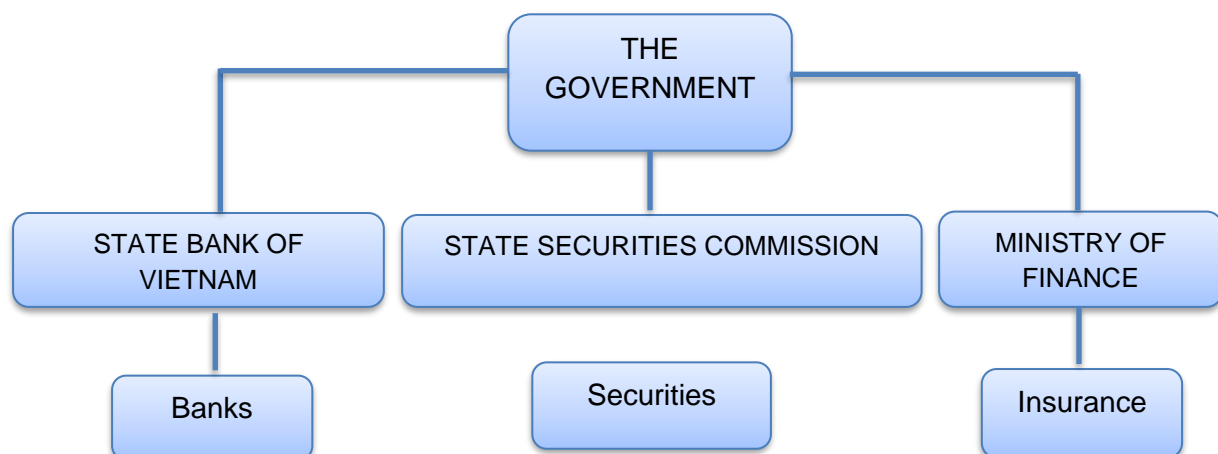 THE
GOVERNMENT
STATE BANK OF
VIETNAM
STATE SECURITIES COMMISSION
MINISTRY OF
FINANCE
Banks
Securities
Insurance